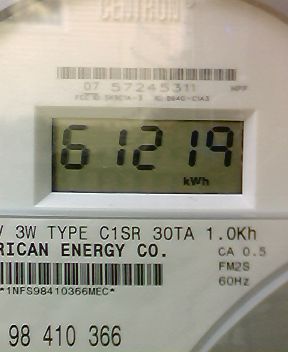 CENTRON
07 57245311
61219
kWh
3W TYPE C1SR 30TA 1.0Kh
RICAN ENERGY CO.
CA 0.5
FM2S
60Hz
*1NFS98410366MEC*
98 410 366